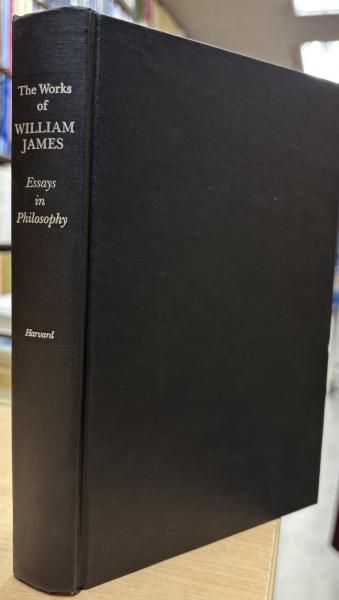 The Works
of
WILLIAM
JAMES
Essays
in
Philosophy
Harvard